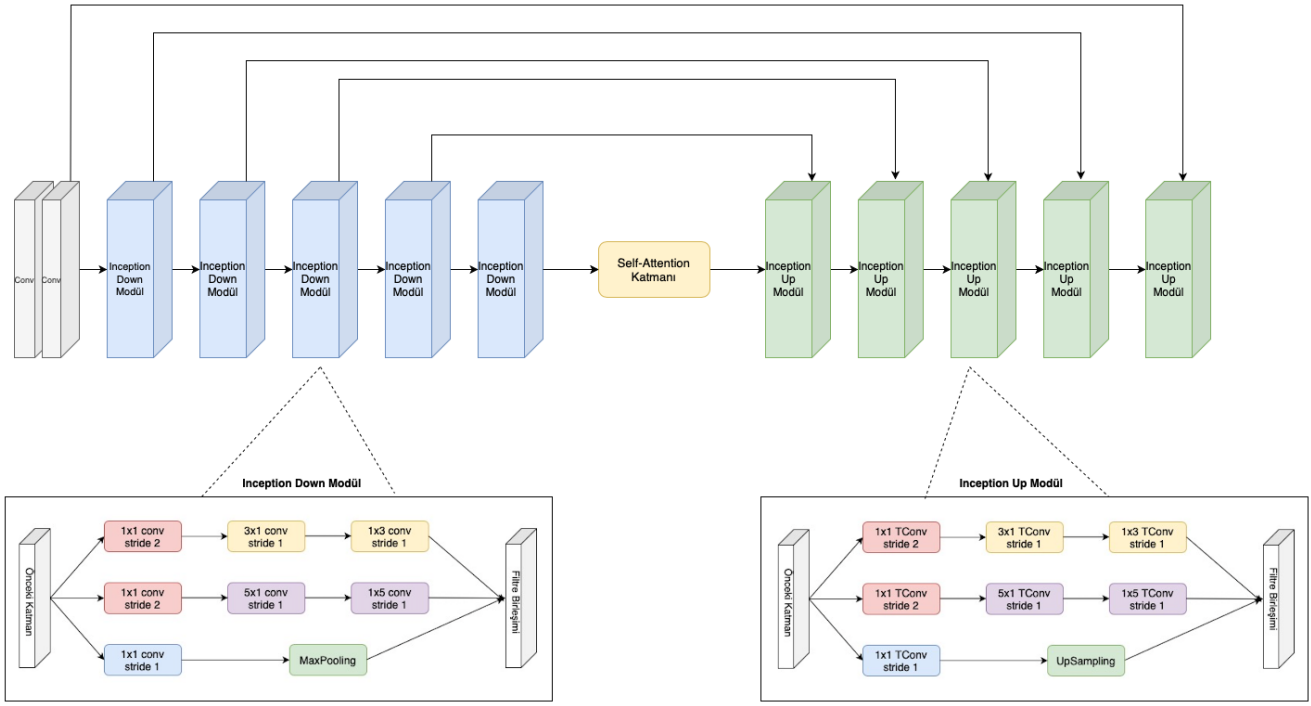 Conv
Conv
Inception
Down
Modül
Inception
Down
Modül
Inception
Down
Modül
Inception
Down
Modül
Inception
Down
Modül
Self-Attention
Katmanı
Inception
Up
Modül
Inception
Up
Modül
Inception
Up
Modül
Inception
Up
Modül
Inception
Up
Modül
Inception Down Modül
Önceki Katman
1x1 conv
stride 2
3x1 conv
stride 1
1x3 conv
stride 1
1x1 conv
stride 2
5x1 conv
stride 1
1x5 conv
stride 1
1x1 conv
stride 1
MaxPooling
Filtre Birleşimi
Inception Up Modül
Önceki Katman
1x1 TConv
stride 2
3x1 TConv
stride 1
1x3 TConv
stride 1
1x1 TConv
stride 2
5x1 TConv
stride 1
1x5 TConv
stride 1
1x1 TConv
stride 1
UpSampling
Filtre Birleşimi